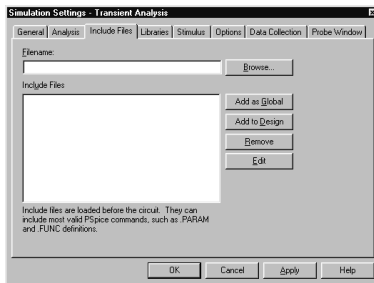 Simulation Settings - Transient Analysis
General Analysis Include Files Libraries Stimulus Options Data Collection Probe Window
Filename:
Browse...
Include Files
Add as Global
Add to Design
Remove
Edit
Include files are loaded before the circuit. They can
include most valid PSpice commands, such as .PARAM
and .FUNC definitions.
OK Cancel Apply Help